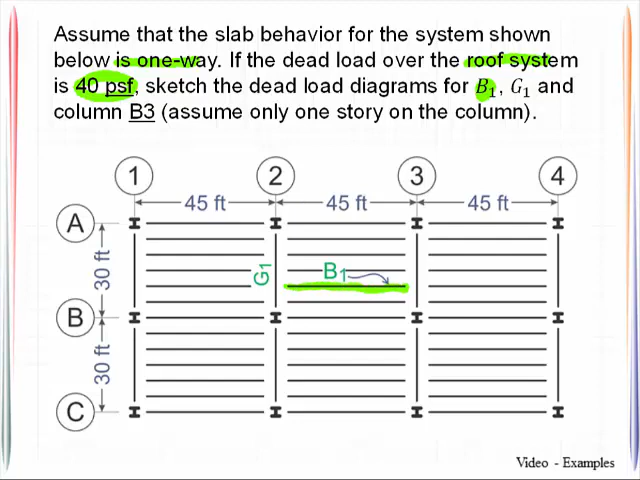 Assume that the slab behavior for the system shown
below is one-way. If the dead load over the roof system
is 40 psf, sketch the dead load diagrams for B₁, G₁ and
column B3 (assume only one story on the column).
1 2 3 4
45 ft 45 ft 45 ft
A
30 ft
G1 B1
B
30 ft
C
Video - Examples